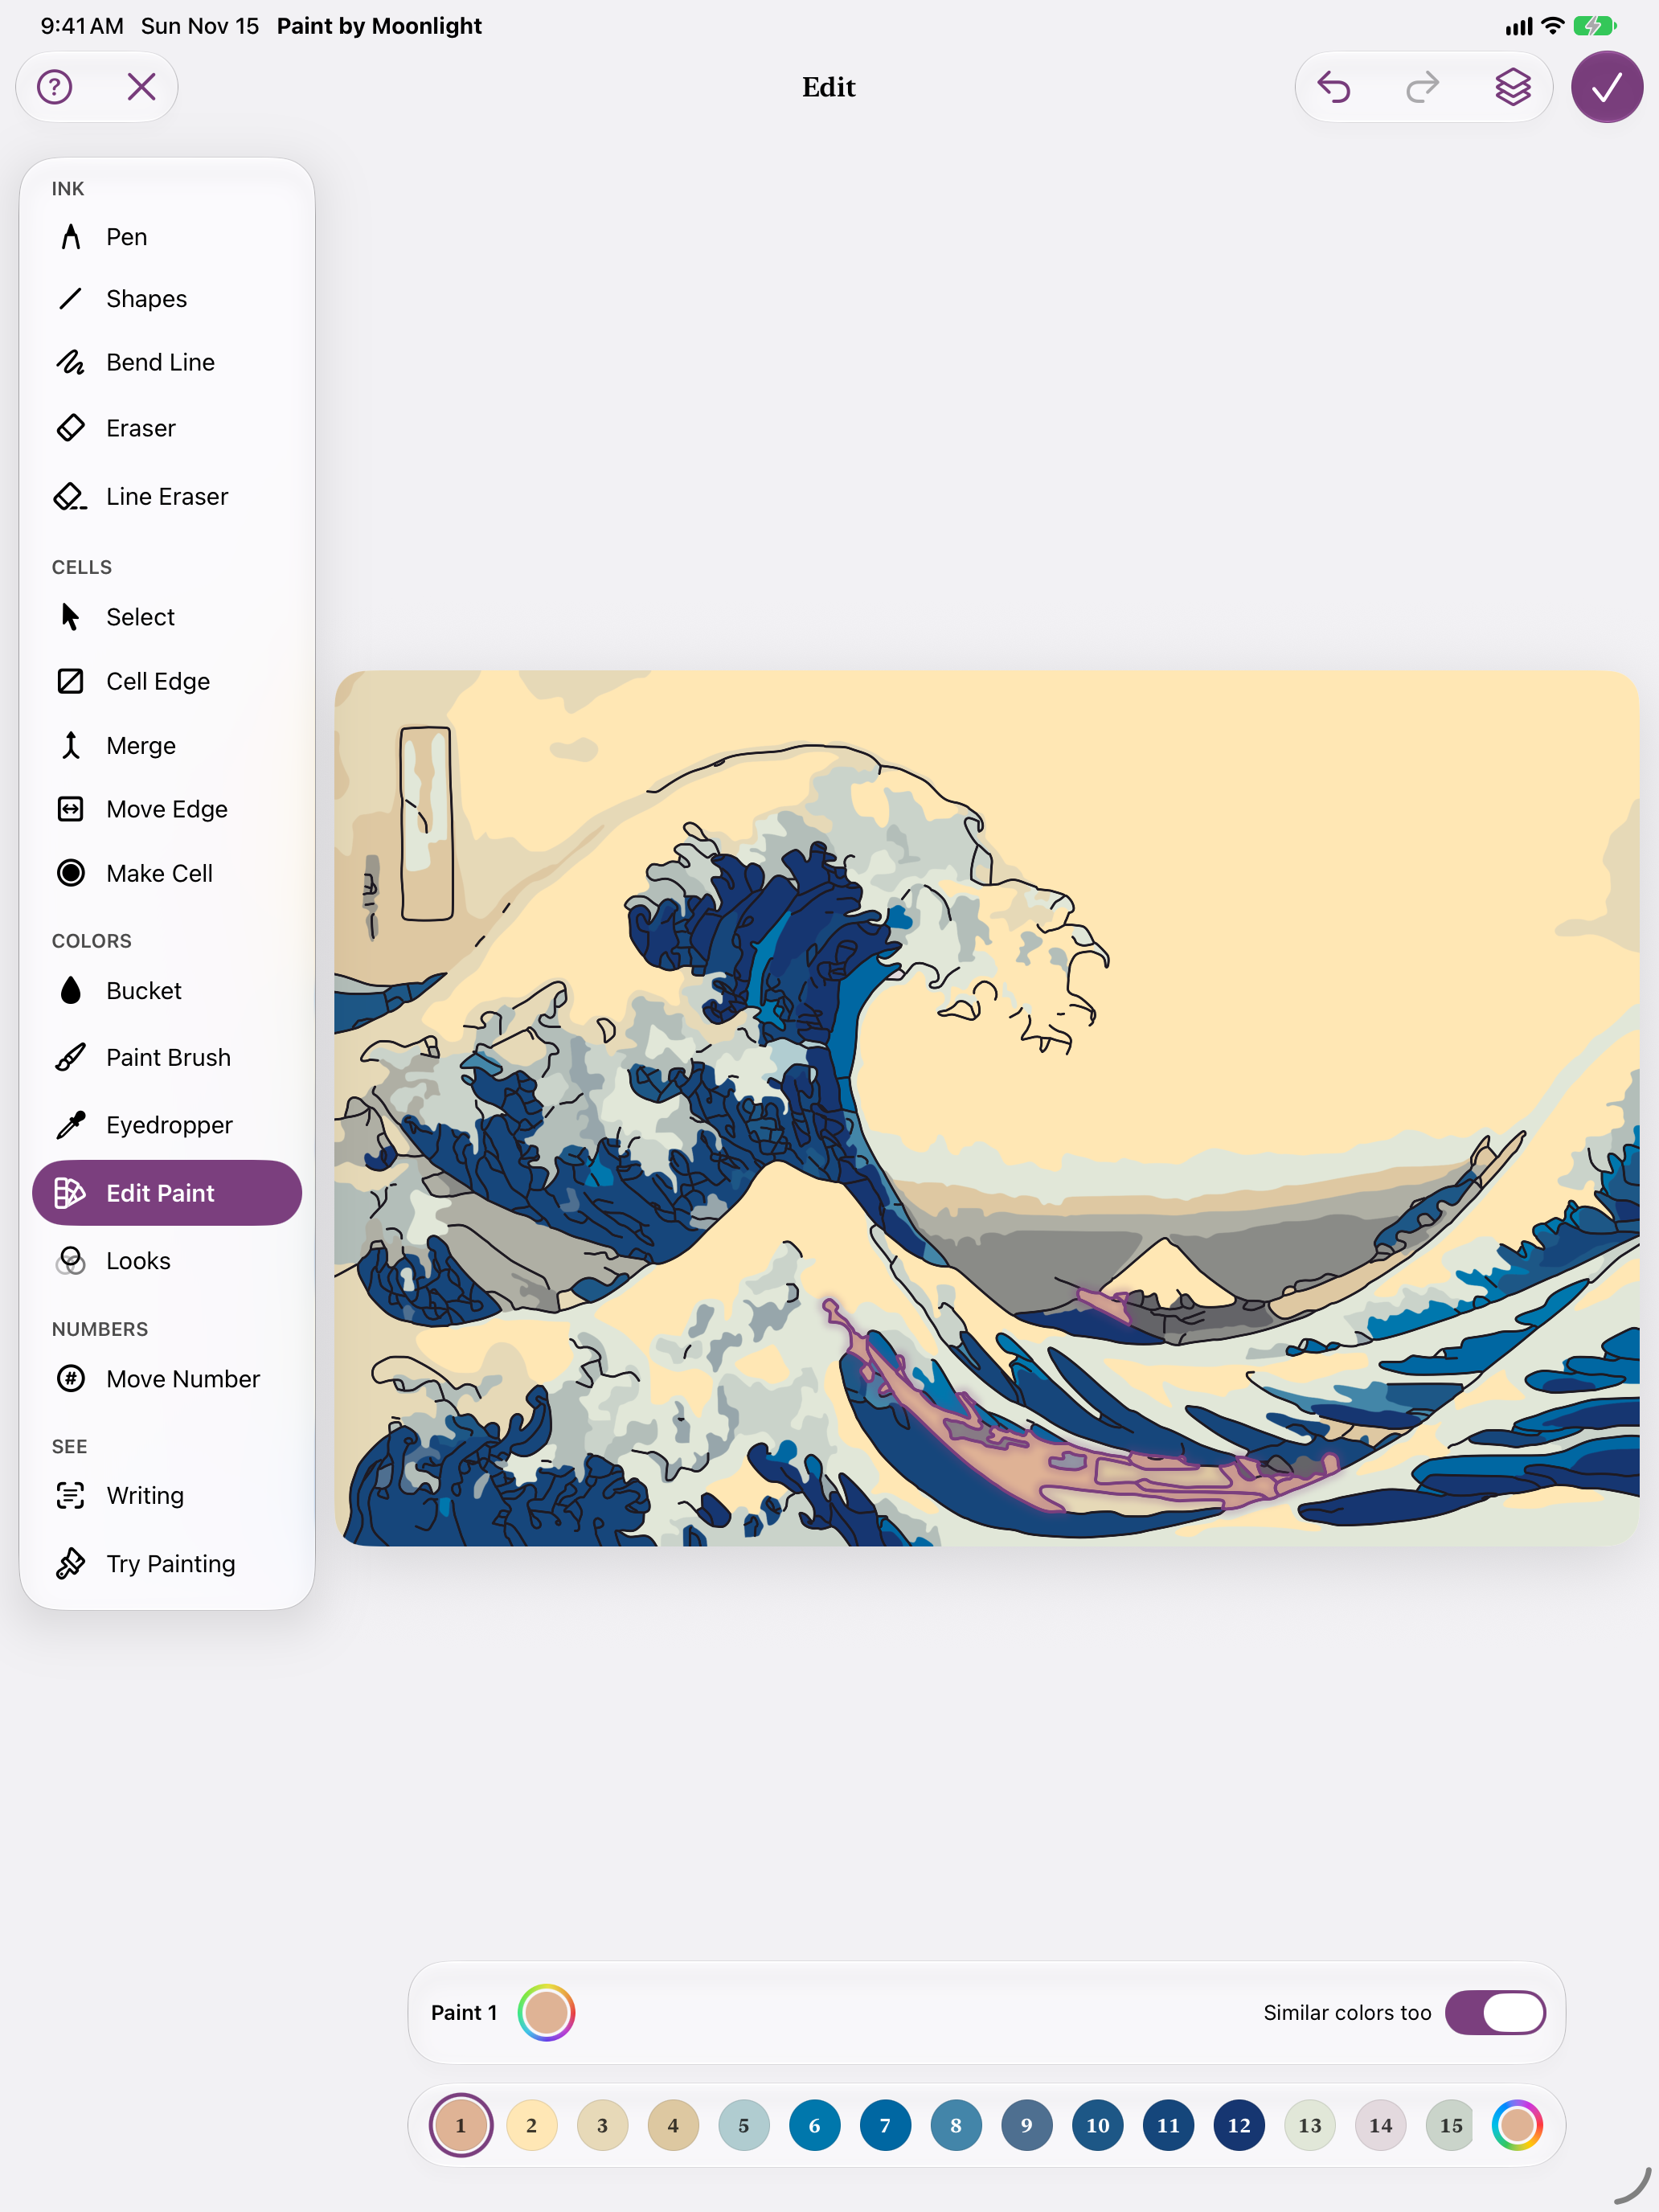 9:41 AM Sun Nov 15 Paint by Moonlight
Edit
INK
Pen
Shapes
Bend Line
Eraser
Line Eraser
CELLS
Select
Cell Edge
Merge
Move Edge
Make Cell
COLORS
Bucket
Paint Brush
Eyedropper
Edit Paint
Looks
NUMBERS
Move Number
SEE
Writing
Try Painting
Paint 1
Similar colors too
1 2 3 4 5 6 7 8 9 10 11 12 13 14 15